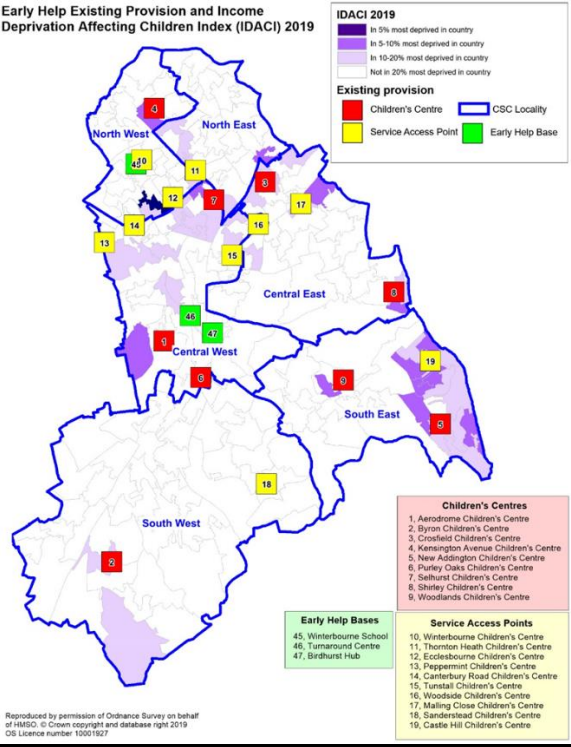 Early Help Existing Provision and Income
Deprivation Affecting Children Index (IDACI) 2019
IDACI 2019
In 5% most deprived in country
In 5-10% most deprived in country
In 10-20% most deprived in country
Not in 20% most deprived in country
Existing provision
Children's Centre
CSC Locality
Service Access Point
Early Help Base
4
North West
North East
45
10
11
3
12
7
17
14
16
13
15
Central East
8
46
47
1
Central West
19
6
9
South East
5
18
South West
2
Children's Centres
1, Aerodrome Children's Centre
2, Byron Children's Centre
3, Crosfield Children's Centre
4, Kensington Avenue Children's Centre
5, New Addington Children's Centre
6, Purley Oaks Children's Centre
7, Selhurst Children's Centre
8, Shirley Children's Centre
9, Woodlands Children's Centre
Early Help Bases
45, Winterbourne School
46, Turnaround Centre
47, Birdhurst Hub
Service Access Points
10, Winterbourne Children's Centre
11, Thornton Heath Children's Centre
12, Ecclesbourne Children's Centre
13, Peppermint Children's Centre
14, Canterbury Road Children's Centre
15, Tunstall Children's Centre
16, Woodside Children's Centre
17, Malling Close Children's Centre
18, Sanderstead Children's Centre
19, Castle Hill Children's Centre
Reproduced by permission of Ordnance Survey on behalf
of HMSO. © Crown copyright and database right 2019
OS Licence number 10001927